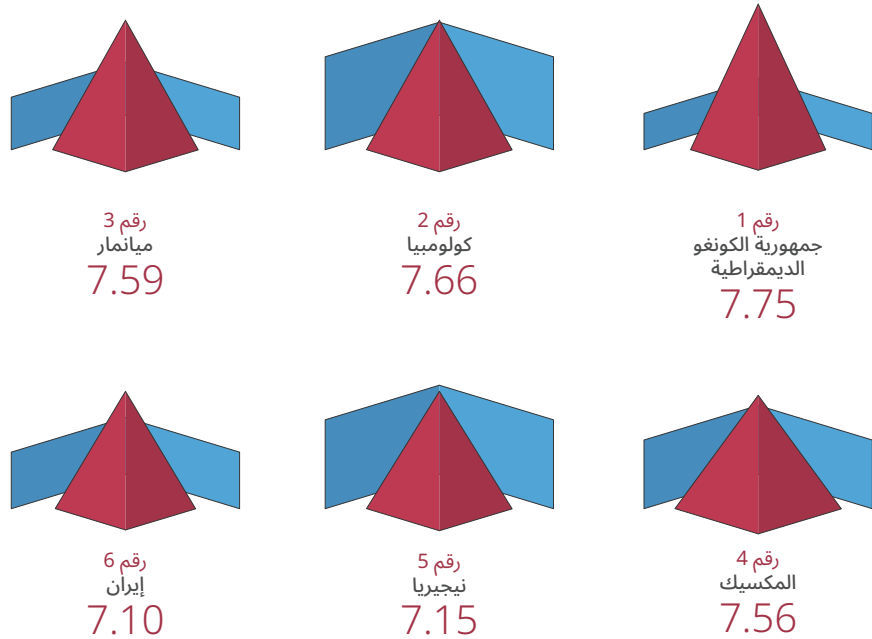 رقم 1
جمهورية الكونغو
الديمقراطية
7.75
رقم 2
كولومبيا
7.66
رقم 3
ميانمار
7.59
رقم 4
المكسيك
7.56
رقم 5
نيجيريا
7.15
رقم 6
إيران
7.10